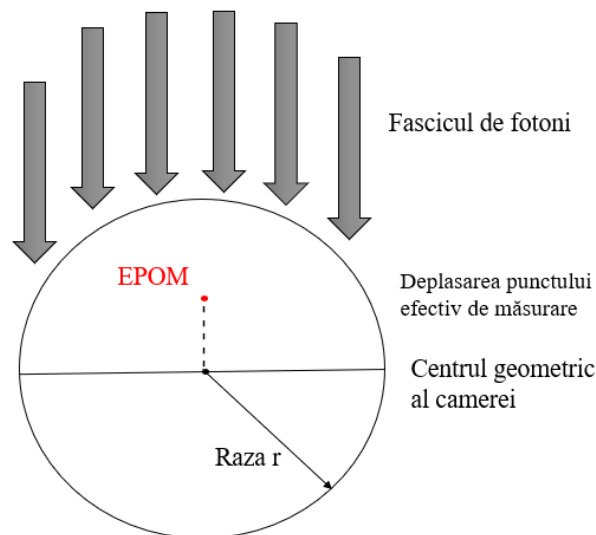 Fascicul de fotoni
EPOM
Deplasarea punctului
efectiv de măsurare
Centrul geometric
al camerei
Raza r